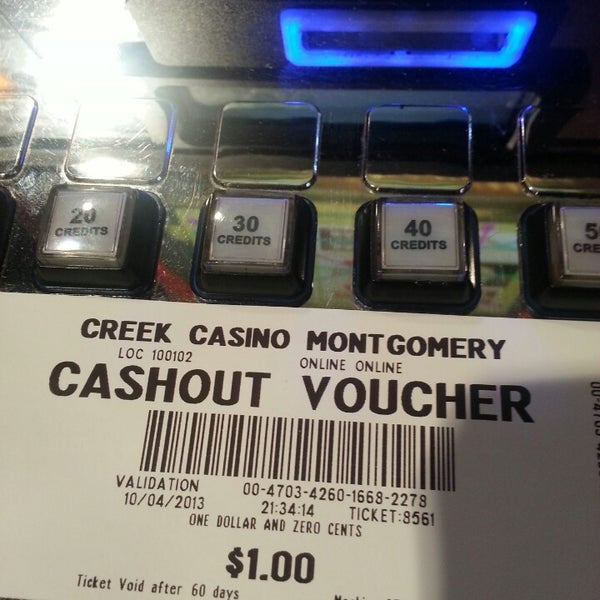 20 CREDITS
30 CREDITS
40 CREDITS
CREEK CASINO MONTGOMERY
LOC 100102 ONLINE ONLINE
CASHOUT VOUCHER
VALIDATION 00-4703-4260-1668-2278
10/04/2013 21:34:14 TICKET:8561
ONE DOLLAR AND ZERO CENTS
$1.00
Ticket Void after 60 days